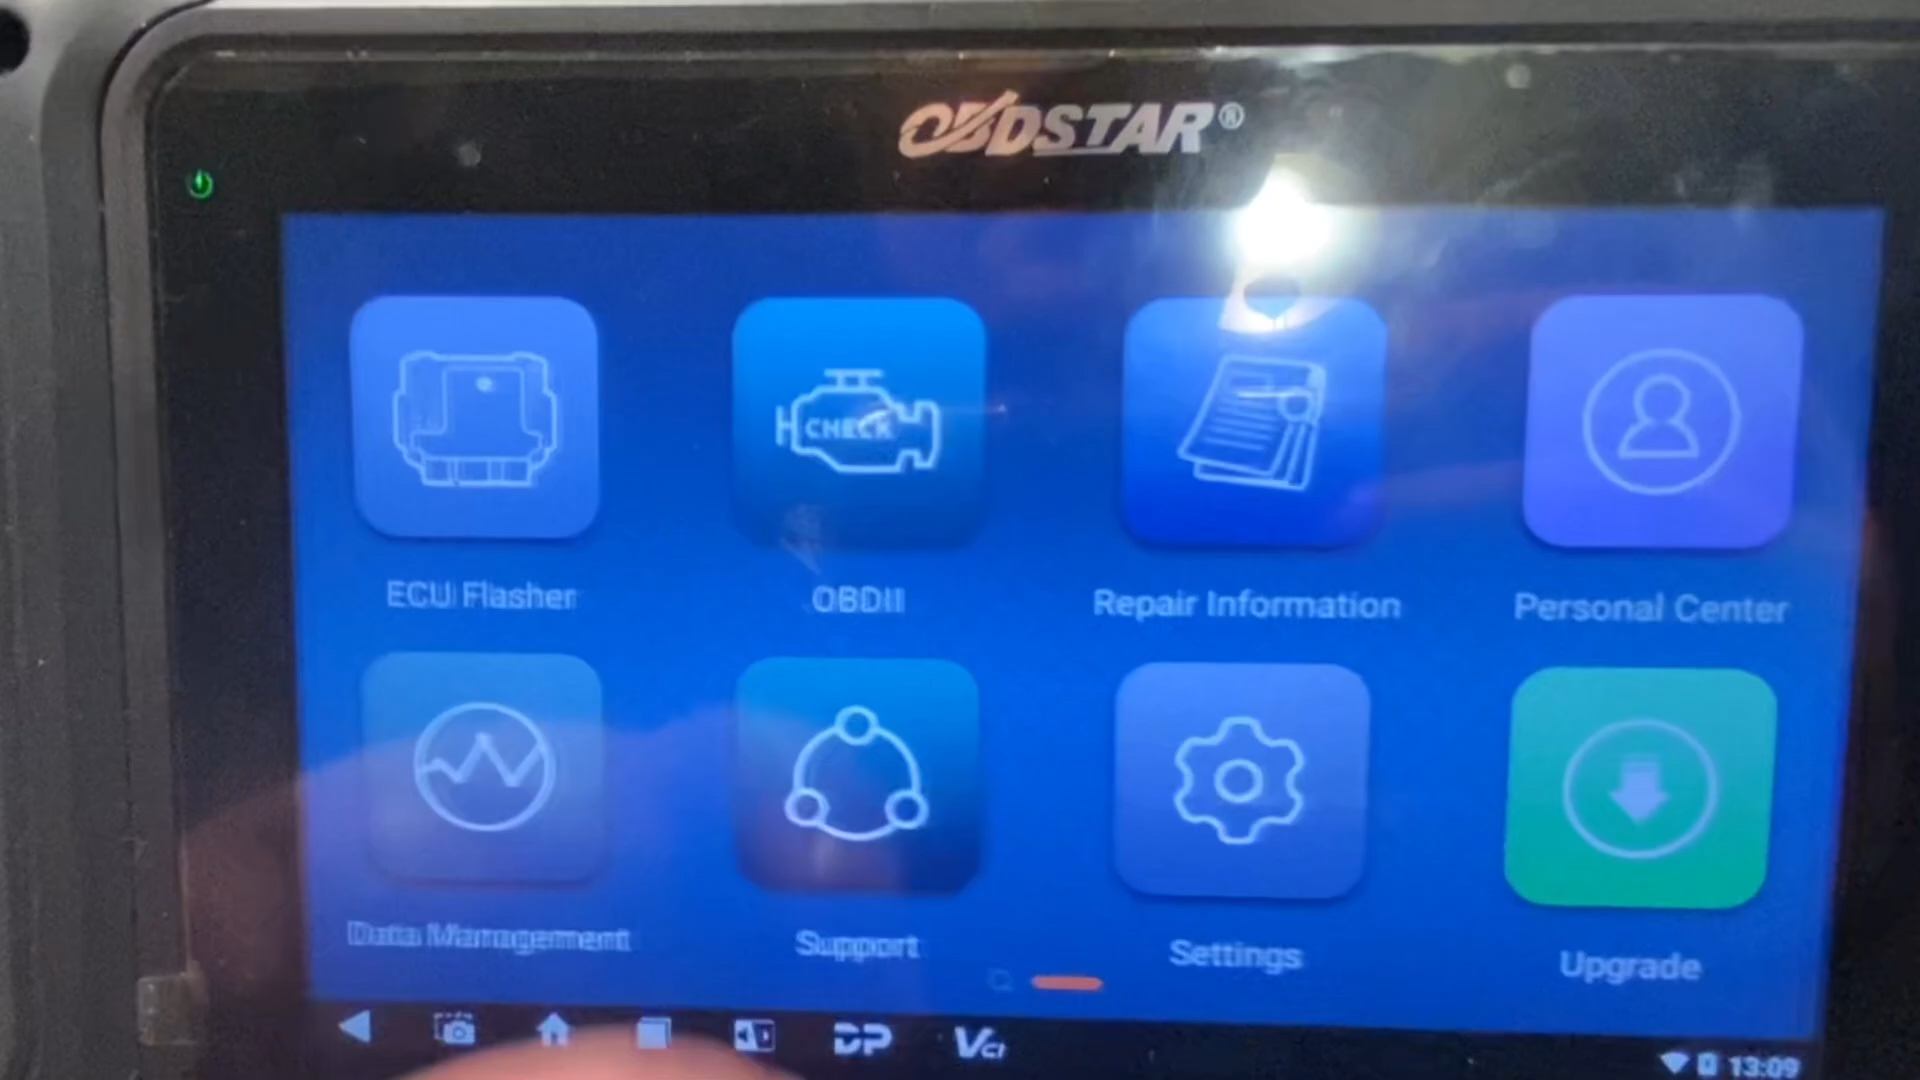 OBDSTAR®
CHECK
ECU Flasher
OBDII
Repair Information
Personal Center
Data Management
Support
Settings
Upgrade
DP
VCI
13:09